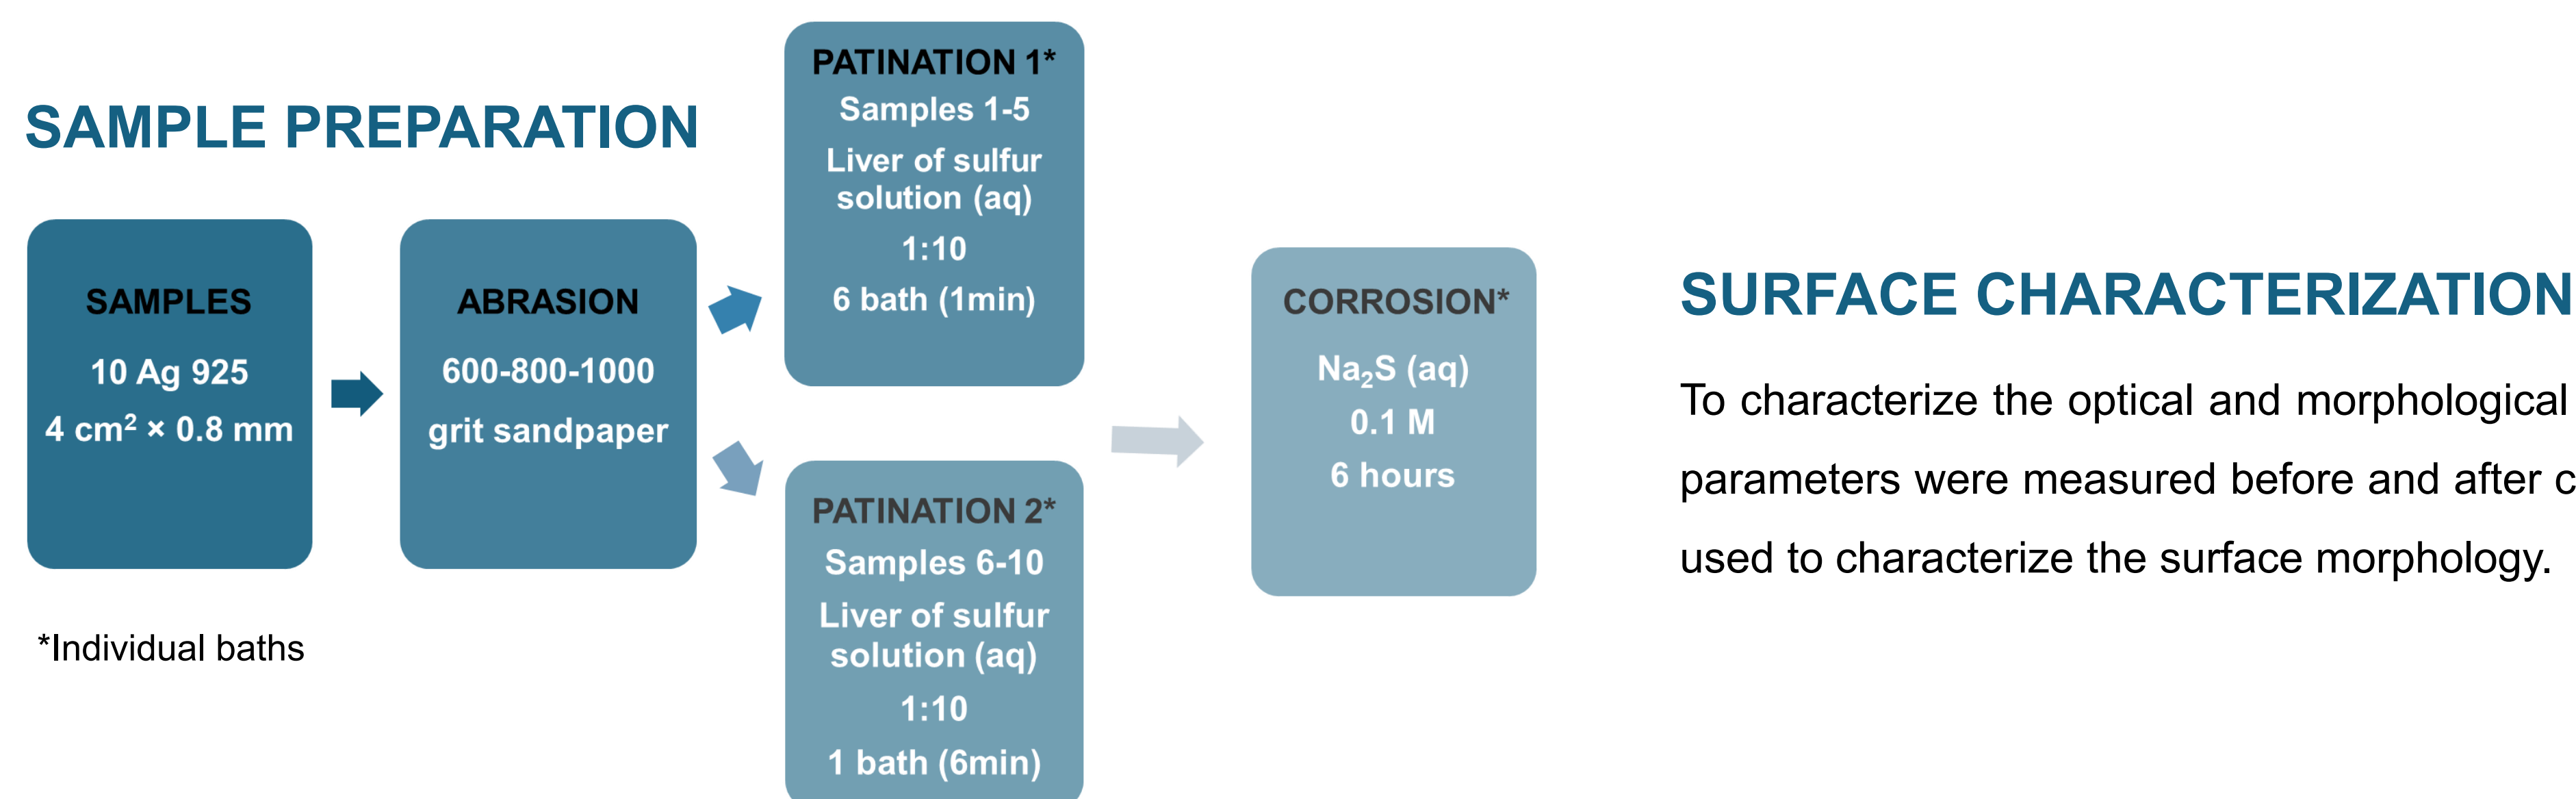 SAMPLE PREPARATION
SAMPLES
10 Ag 925
4 cm² × 0.8 mm
ABRASION
600-800-1000
grit sandpaper
PATINATION 1*
Samples 1-5
Liver of sulfur
solution (aq)
1:10
6 bath (1min)
PATINATION 2*
Samples 6-10
Liver of sulfur
solution (aq)
1:10
1 bath (6min)
CORROSION*
Na₂S (aq)
0.1 M
6 hours
*Individual baths
SURFACE CHARACTERIZATION
To characterize the optical and morphological
parameters were measured before and after c
used to characterize the surface morphology.